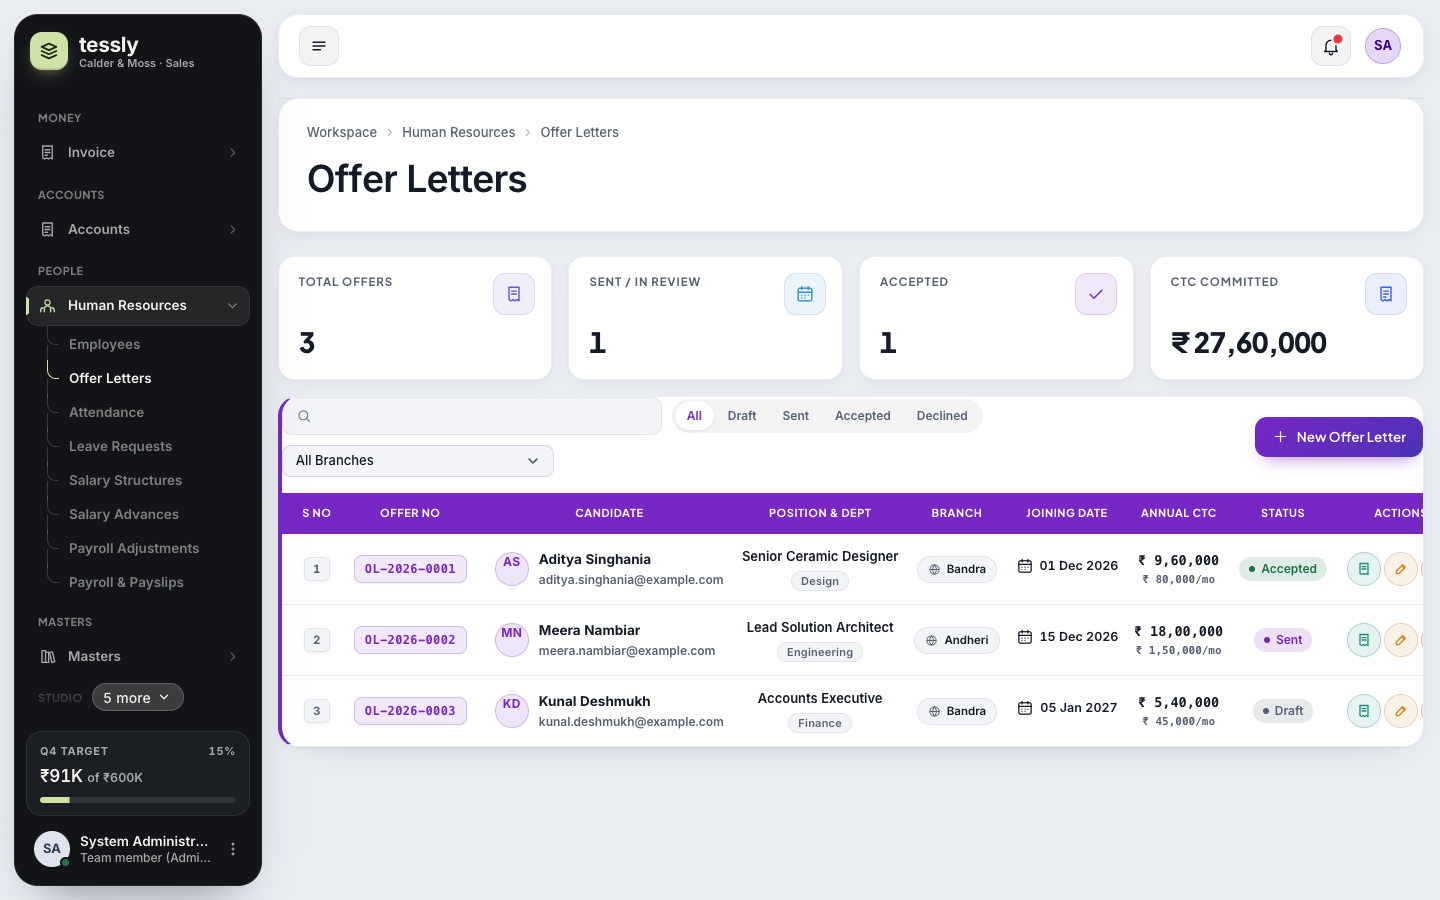 tessly
Calder & Moss · Sales
MONEY
Invoice
ACCOUNTS
Accounts
PEOPLE
Human Resources
Employees
Offer Letters
Attendance
Leave Requests
Salary Structures
Salary Advances
Payroll Adjustments
Payroll & Payslips
MASTERS
Masters
STUDIO
5 more
Q4 TARGET 15%
₹91K of ₹600K
SA
System Administr...
Team member (Admi...
SA
Workspace > Human Resources > Offer Letters
Offer Letters
TOTAL OFFERS
3
SENT / IN REVIEW
1
ACCEPTED
1
CTC COMMITTED
₹ 27,60,000
All Draft Sent Accepted Declined
All Branches
+ New Offer Letter
S NO OFFER NO CANDIDATE POSITION & DEPT BRANCH JOINING DATE ANNUAL CTC STATUS ACTIONS
1 OL-2026-0001 AS Aditya Singhania Senior Ceramic Designer Bandra 01 Dec 2026 ₹ 9,60,000 Accepted
aditya.singhania@example.com Design ₹ 80,000/mo
2 OL-2026-0002 MN Meera Nambiar Lead Solution Architect Andheri 15 Dec 2026 ₹ 18,00,000 Sent
meera.nambiar@example.com Engineering ₹ 1,50,000/mo
3 OL-2026-0003 KD Kunal Deshmukh Accounts Executive Bandra 05 Jan 2027 ₹ 5,40,000 Draft
kunal.deshmukh@example.com Finance ₹ 45,000/mo